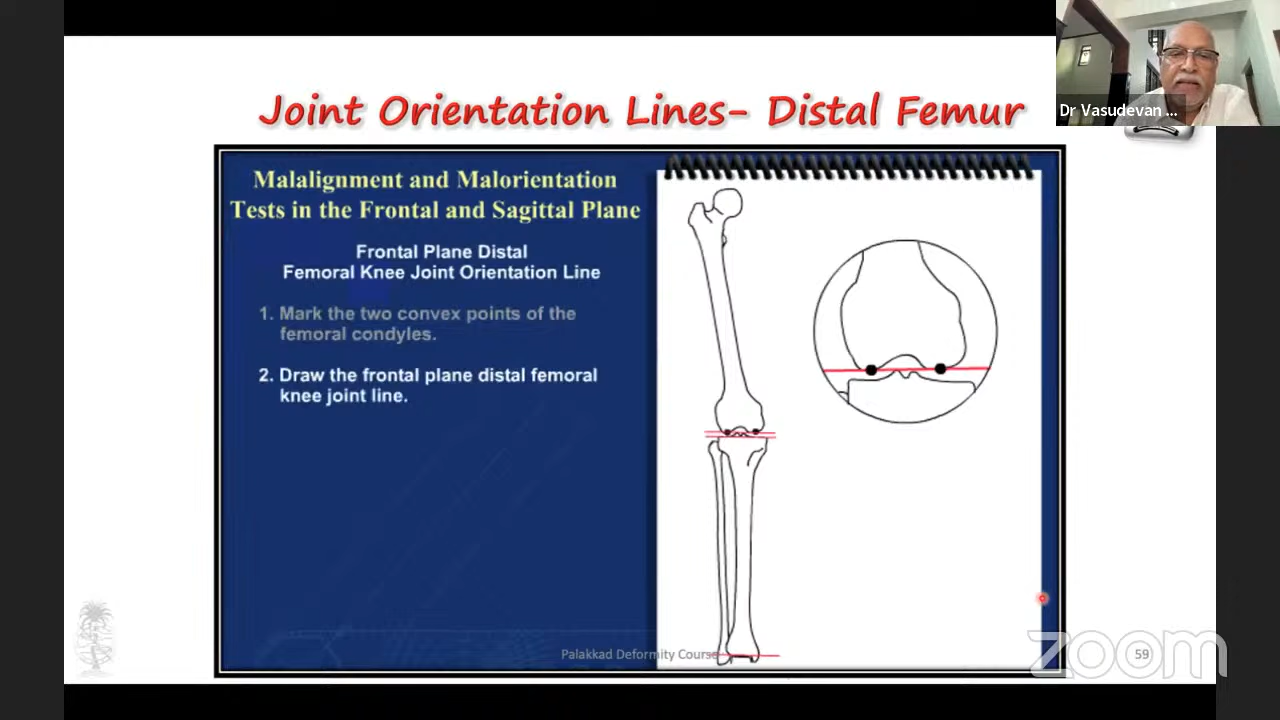 Joint Orientation Lines- Distal Femur
Dr Vasudevan ...
Malalignment and Malorientation
Tests in the Frontal and Sagittal Plane
Frontal Plane Distal
Femoral Knee Joint Orientation Line
1. Mark the two convex points of the
femoral condyles.
2. Draw the frontal plane distal femoral
knee joint line.
Palakkad Deformity Course
59
zoom